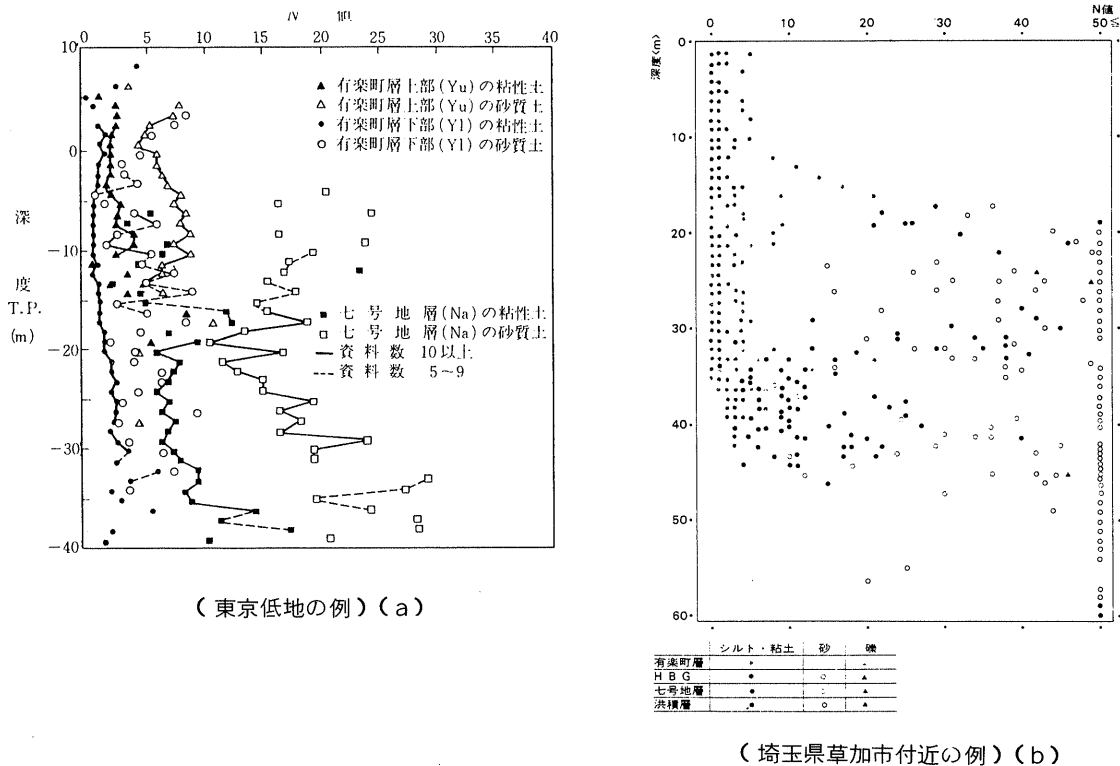 N 値
0 5 10 15 20 25 30 35 40
10
0
−10
−20
−30
−40
深
度
T.P.
(m)
▲ 有楽町層上部(Yu)の粘性土
△ 有楽町層上部(Yu)の砂質土
• 有楽町層下部(Yl)の粘性土
○ 有楽町層下部(Yl)の砂質土
■ 七号地層(Na)の粘性土
□ 七号地層(Na)の砂質土
資料数 10以上
資料数 5~9
(東京低地の例)(a)
N値
0 10 20 30 40 50≦
深度<m>
0
10
20
30
40
50
60
シルト・粘土 砂 礫
有楽町層
HBG ● ○ ▲
七号地層 ● ○ ▲
洪積層 ● ○ ▲
(埼玉県草加市付近の例)(b)